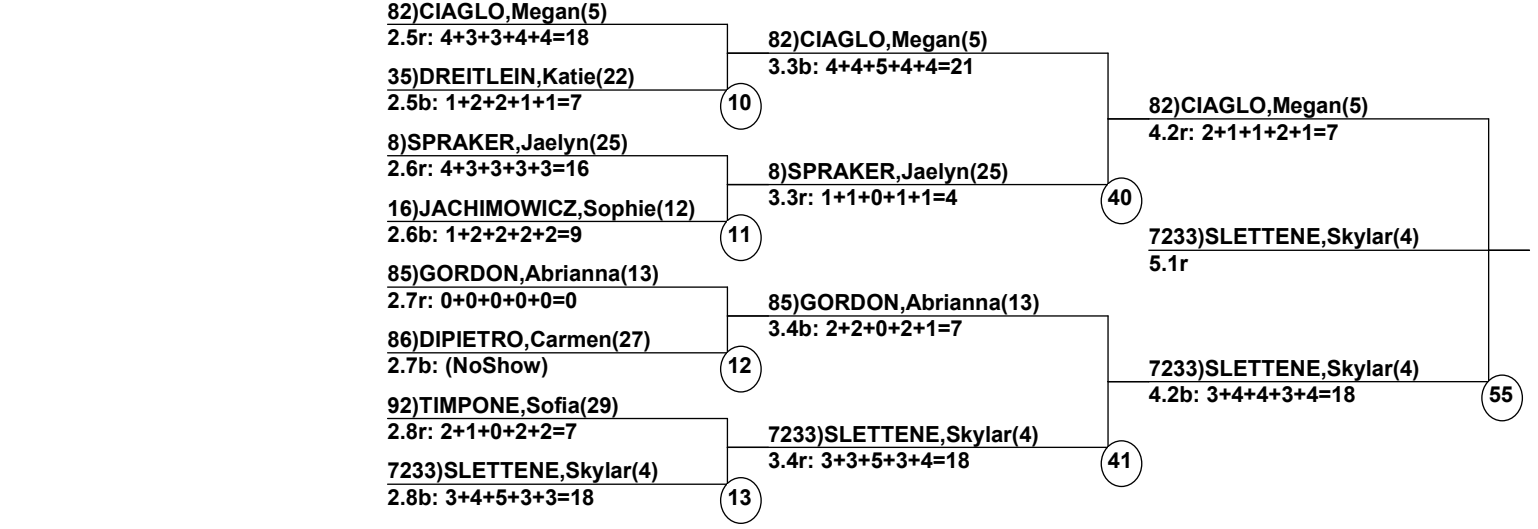 82)CIAGLO,Megan(5)
2.5r: 4+3+3+4+4=18
35)DREITLEIN,Katie(22)
2.5b: 1+2+2+1+1=7
10
8)SPRAKER,Jaelyn(25)
2.6r: 4+3+3+3+3=16
16)JACHIMOWICZ,Sophie(12)
2.6b: 1+2+2+2+2=9
11
85)GORDON,Abrianna(13)
2.7r: 0+0+0+0+0=0
86)DIPIETRO,Carmen(27)
2.7b: (NoShow)
12
92)TIMPONE,Sofia(29)
2.8r: 2+1+0+2+2=7
7233)SLETTENE,Skylar(4)
2.8b: 3+4+5+3+3=18
13
82)CIAGLO,Megan(5)
3.3b: 4+4+5+4+4=21
8)SPRAKER,Jaelyn(25)
3.3r: 1+1+0+1+1=4
40
85)GORDON,Abrianna(13)
3.4b: 2+2+0+2+1=7
7233)SLETTENE,Skylar(4)
3.4r: 3+3+5+3+4=18
41
82)CIAGLO,Megan(5)
4.2r: 2+1+1+2+1=7
7233)SLETTENE,Skylar(4)
5.1r
7233)SLETTENE,Skylar(4)
4.2b: 3+4+4+3+4=18
55